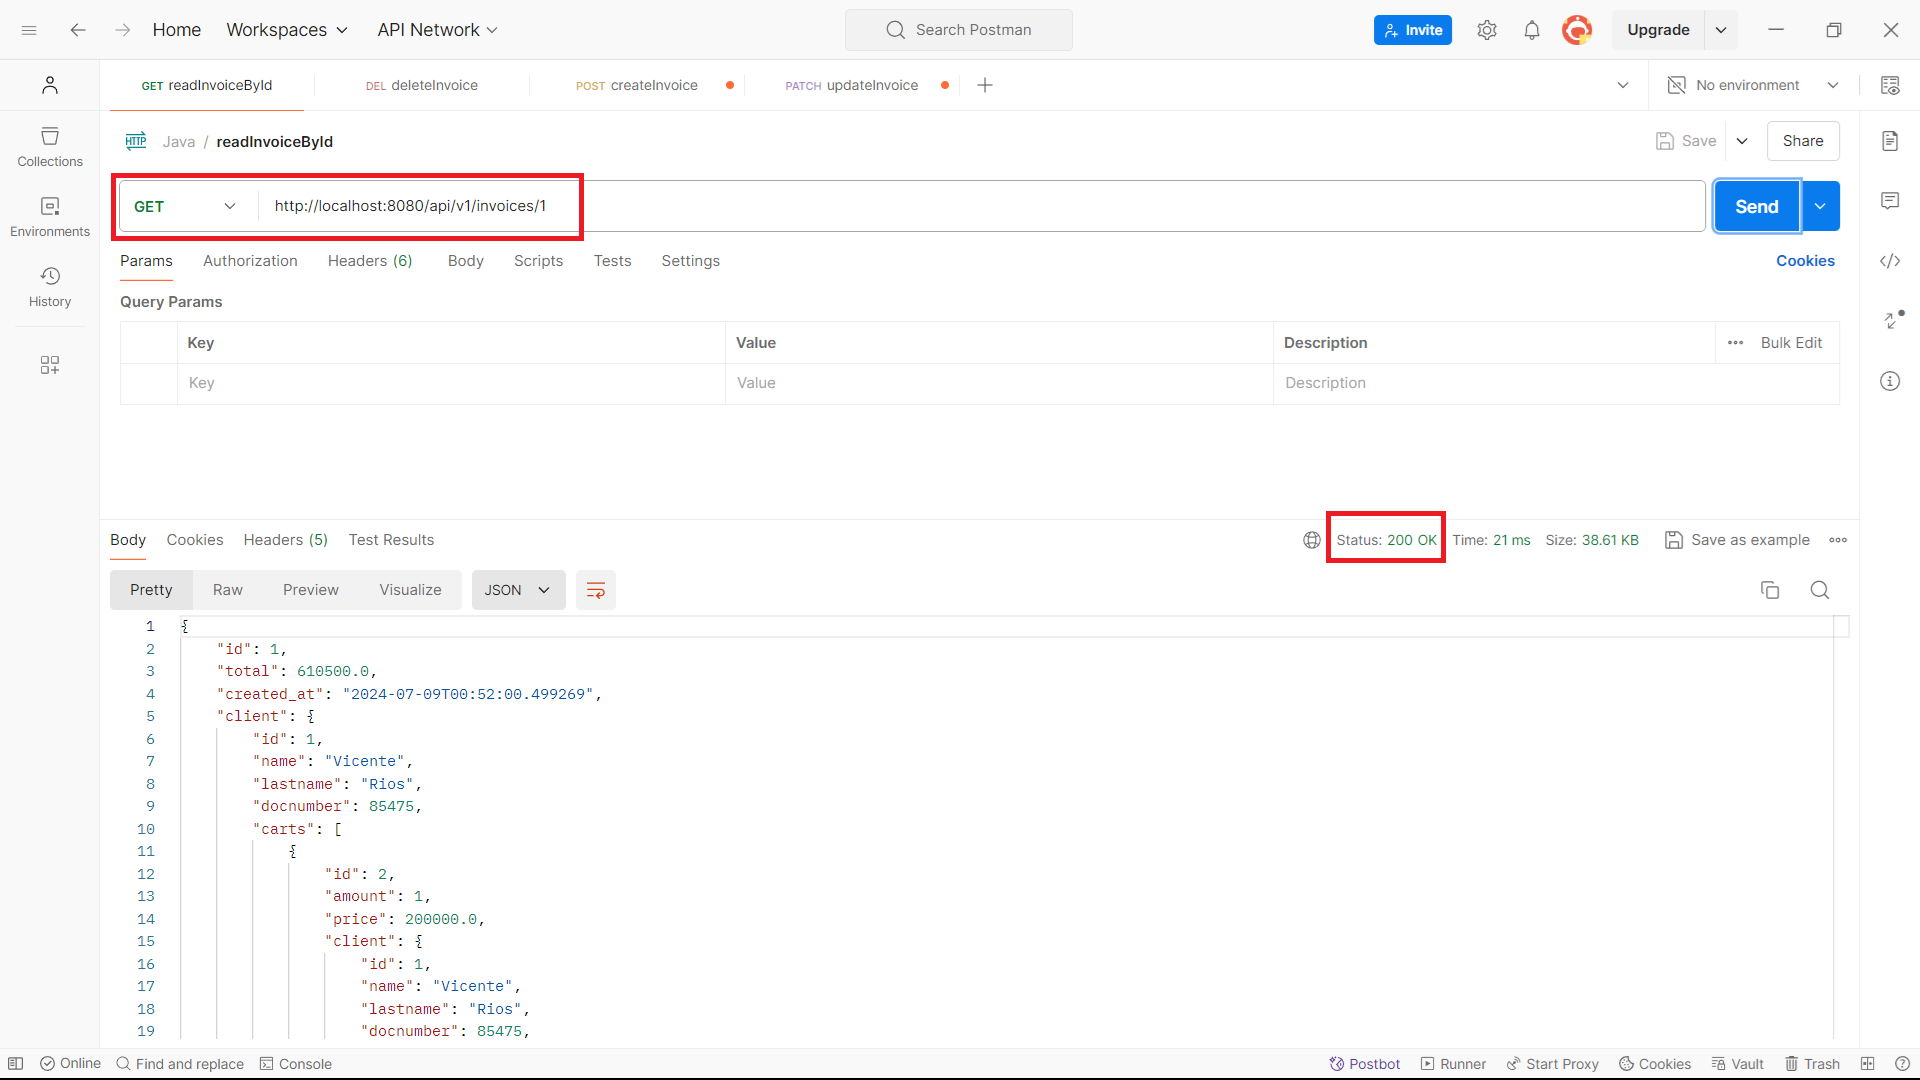 Home Workspaces API Network Search Postman Invite Upgrade
GET readInvoiceById DEL deleteInvoice POST createInvoice PATCH updateInvoice No environment
HTTP Java / readInvoiceById Save Share
Collections
GET http://localhost:8080/api/v1/invoices/1 Send
Environments
Params Authorization Headers (6) Body Scripts Tests Settings Cookies
History
Query Params
Key Value Description Bulk Edit
Key Value Description
Body Cookies Headers (5) Test Results Status: 200 OK Time: 21 ms Size: 38.61 KB Save as example
Pretty Raw Preview Visualize JSON
1 {
2 "id": 1,
3 "total": 610500.0,
4 "created_at": "2024-07-09T00:52:00.499269",
5 "client": {
6 "id": 1,
7 "name": "Vicente",
8 "lastname": "Rios",
9 "docnumber": 85475,
10 "carts": [
11 {
12 "id": 2,
13 "amount": 1,
14 "price": 200000.0,
15 "client": {
16 "id": 1,
17 "name": "Vicente",
18 "lastname": "Rios",
19 "docnumber": 85475,
Online Find and replace Console Postbot Runner Start Proxy Cookies Vault Trash